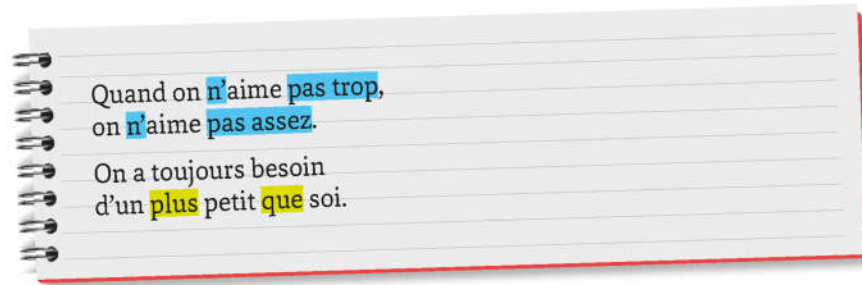 Quand on n'aime pas trop,
on n'aime pas assez.
On a toujours besoin
d'un plus petit que soi.